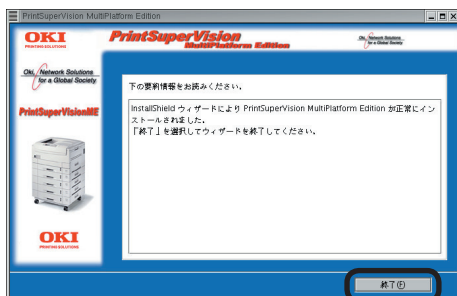 PrintSuperVision MultiPlatform Edition
OKI
PRINTING SOLUTIONS
PrintSuperVision
MultiPlatform Edition
Oki, Network Solutions
for a Global Society
Oki, Network Solutions
for a Global Society
PrintSuperVisionME
OKI
PRINTING SOLUTIONS
下の要約情報をお読みください。
InstallShield ウィザードにより PrintSuperVision MultiPlatform Edition が正常にイン
ストールされました。
「終了」を選択してウィザードを終了してください。
終了(F)